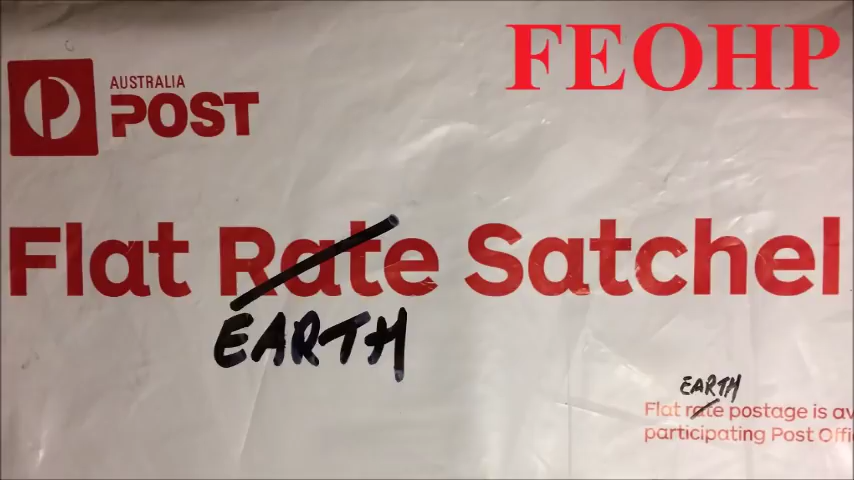 FEOHP
AUSTRALIA
POST
Flat Rate Satchel
EARTH
EARTH
Flat rate postage is av
participating Post Offi